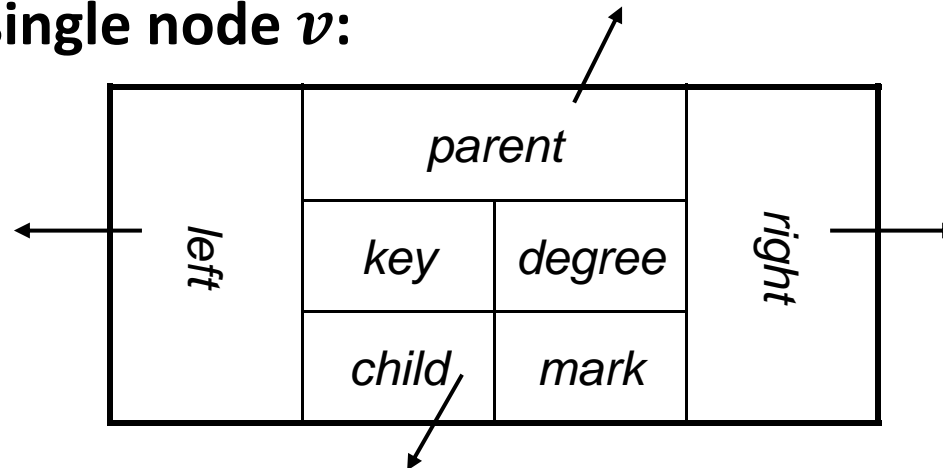 single node v:
parent
left
key
degree
right
child
mark